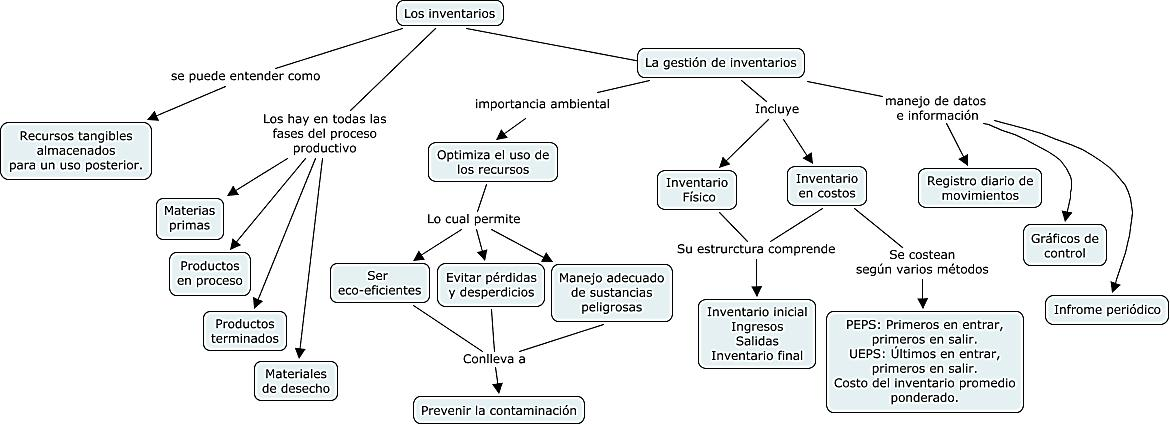 Los inventarios
La gestión de inventarios
se puede entender como
Recursos tangibles
almacenados
para un uso posterior.
Los hay en todas las
fases del proceso
productivo
Materias
primas
Productos
en proceso
Productos
terminados
Materiales
de desecho
importancia ambiental
Optimiza el uso de
los recursos
Lo cual permite
Ser
eco-eficientes
Evitar pérdidas
y desperdicios
Manejo adecuado
de sustancias
peligrosas
Conlleva a
Prevenir la contaminación
Incluye
Inventario
Físico
Inventario
en costos
Su estrurctura comprende
Inventario inicial
Ingresos
Salidas
Inventario final
Se costean
según varios métodos
PEPS: Primeros en entrar,
primeros en salir.
UEPS: Últimos en entrar,
primeros en salir.
Costo del inventario promedio
ponderado.
manejo de datos
e información
Registro diario de
movimientos
Gráficos de
control
Infrome periódico